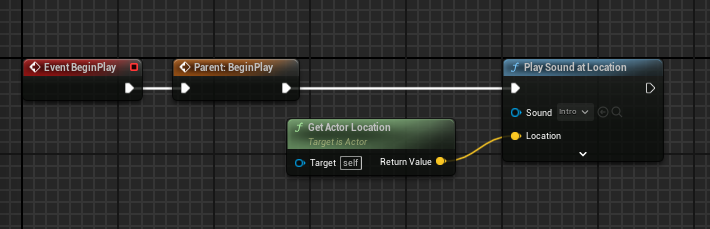 Event BeginPlay
Parent: BeginPlay
Play Sound at Location
Sound
Intro
Location
Get Actor Location
Target is Actor
Target
self
Return Value